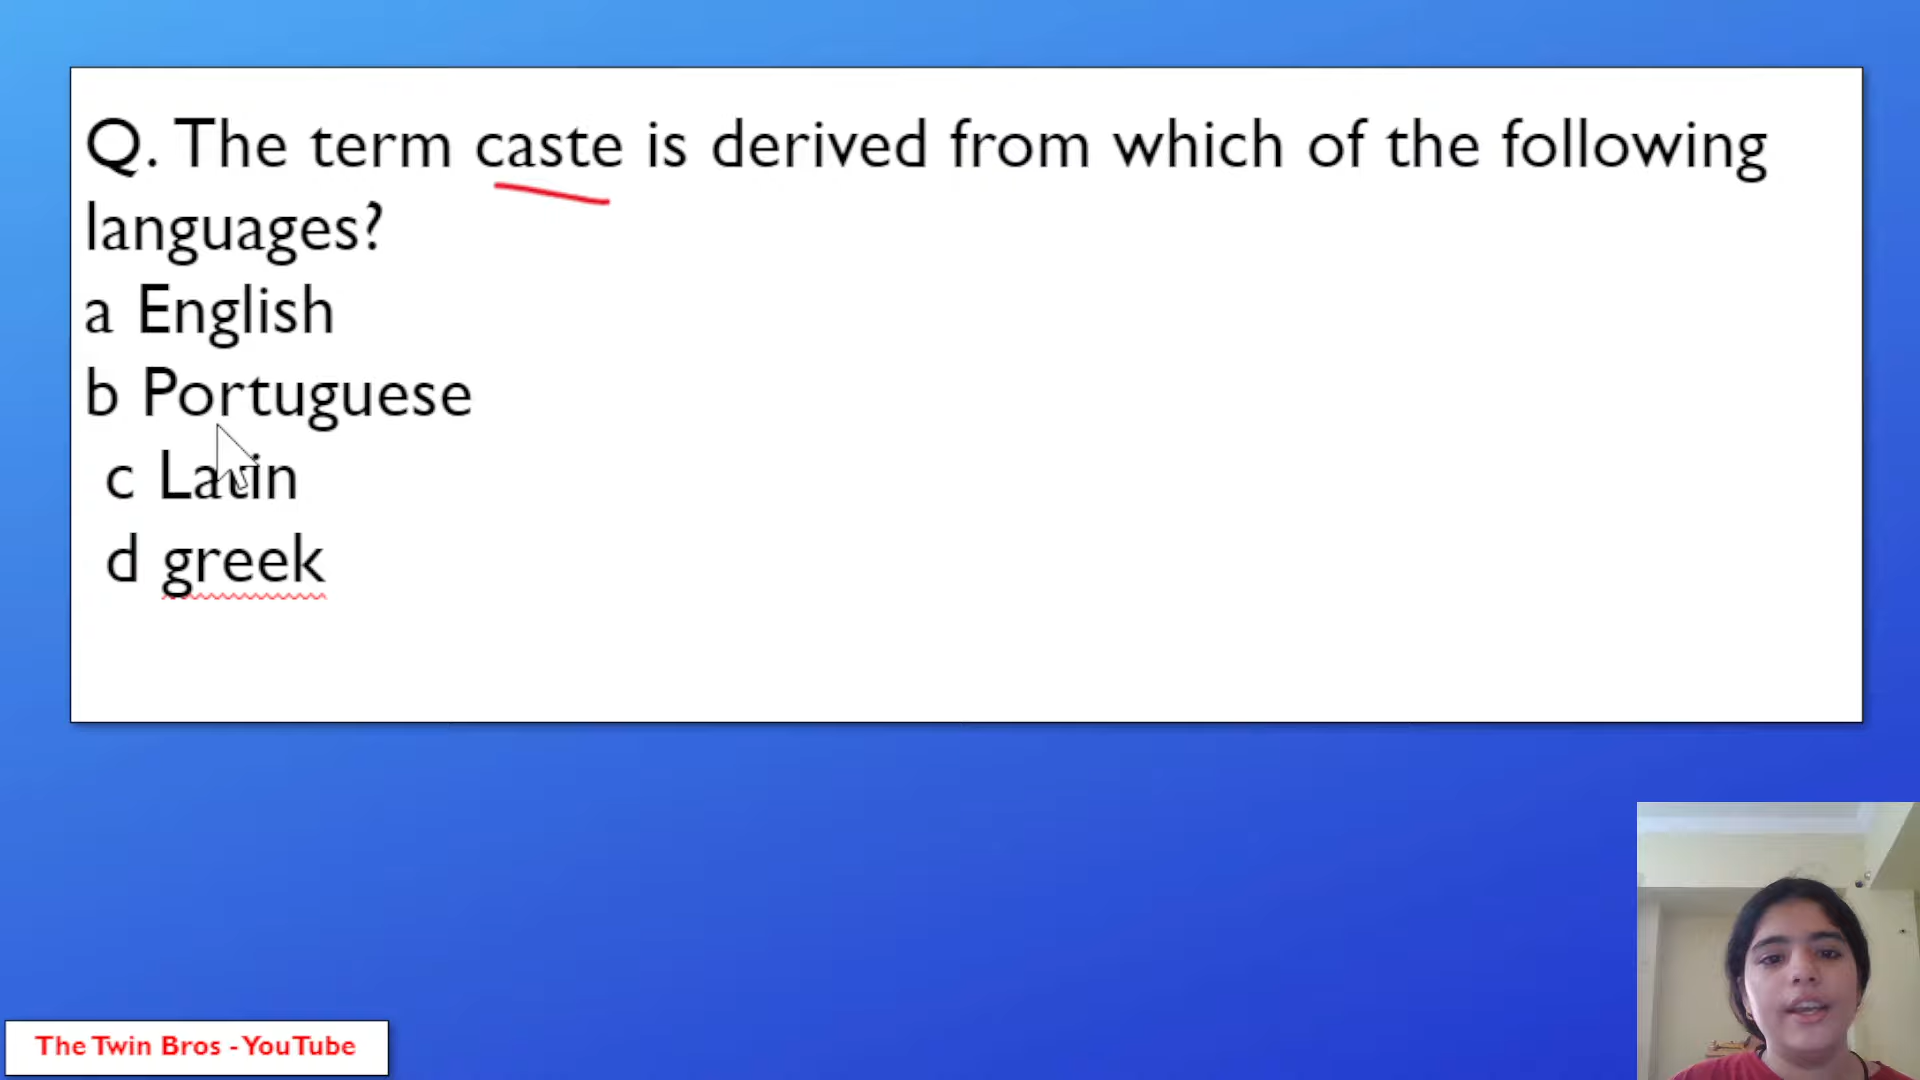 Q. The term caste is derived from which of the following
languages?
a English
b Portuguese
c Latin
d greek
The Twin Bros - YouTube